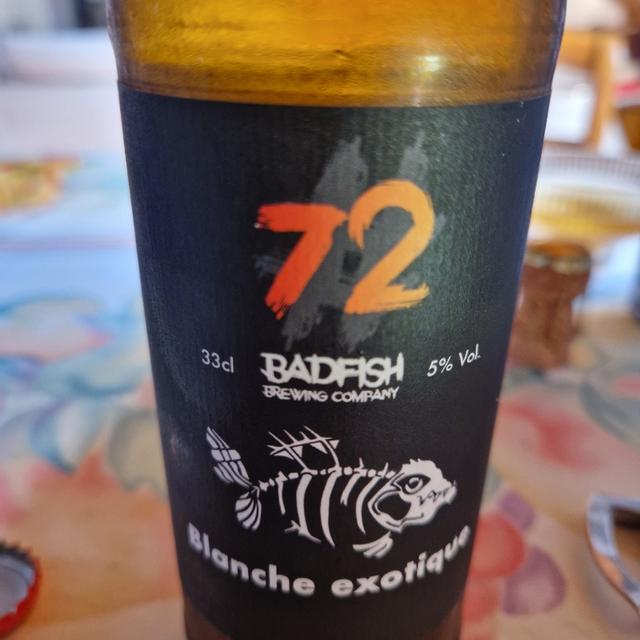 #72
33cl BADFISH 5% Vol.
BREWING COMPANY
Blanche exotique